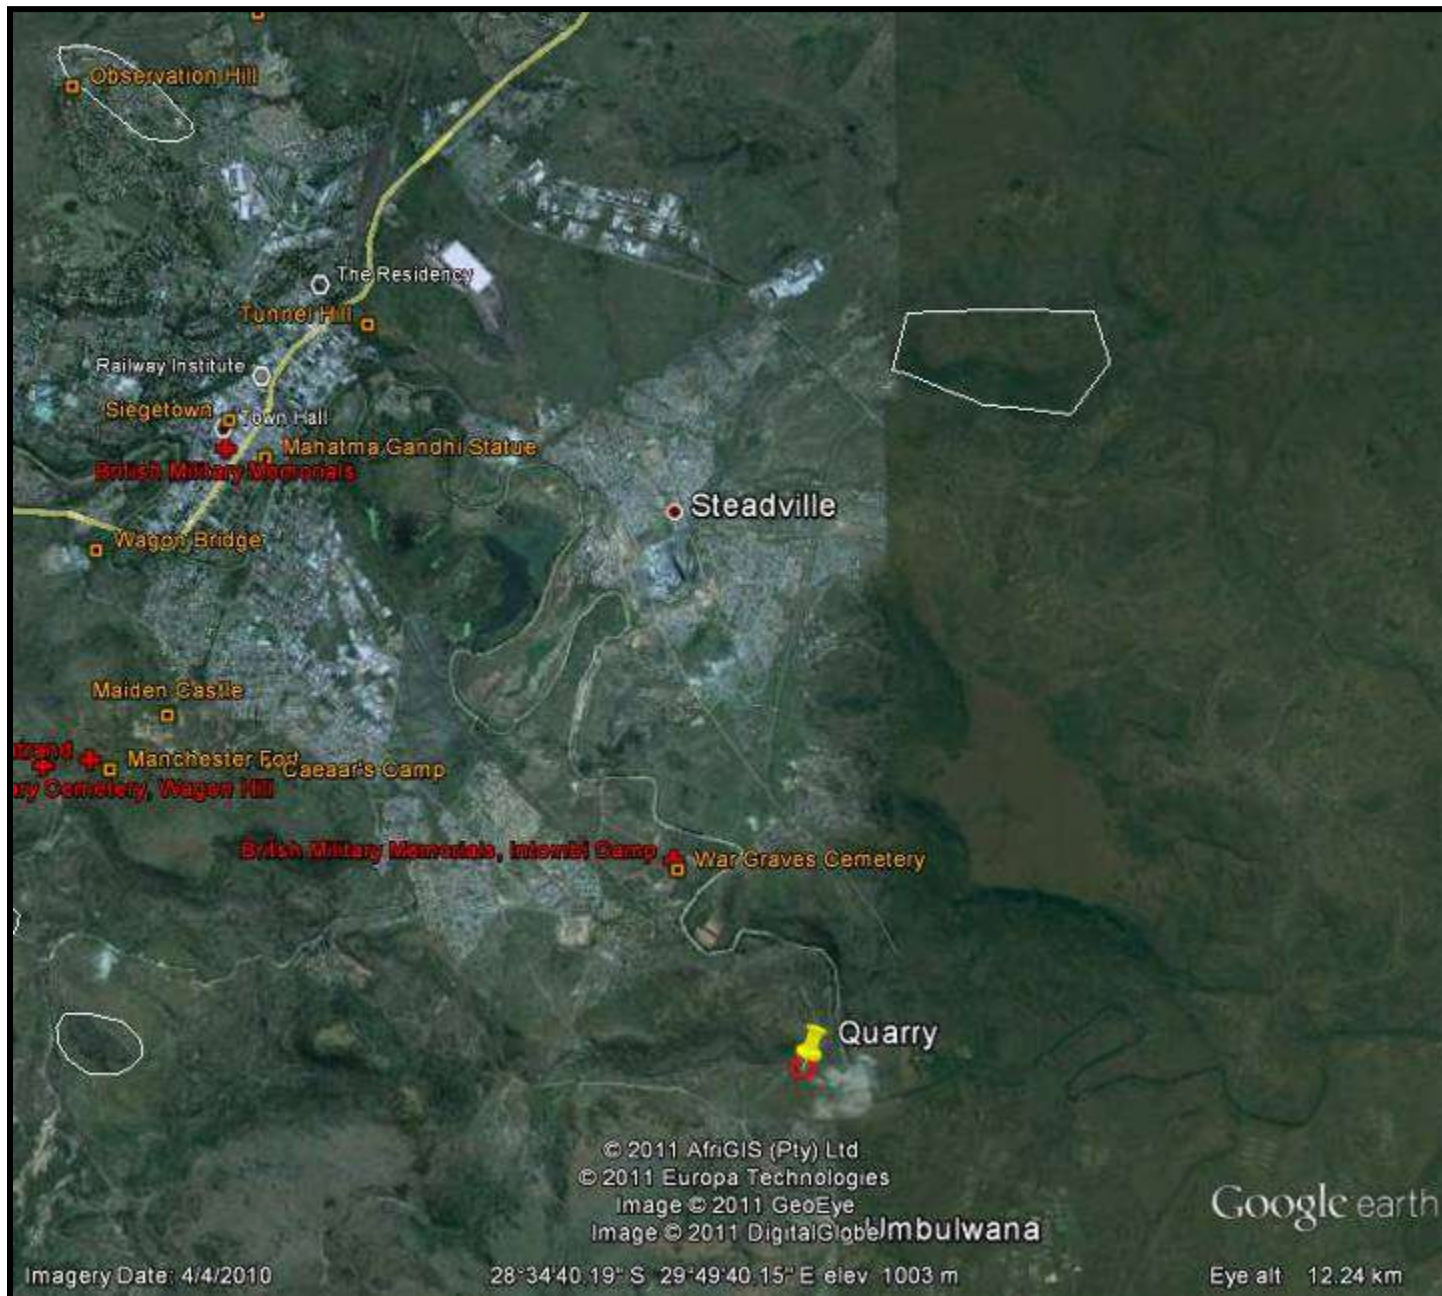 Observation Hill
The Residency
Tunnel Hill
Railway Institute
Siegetown
Town Hall
Mahatma Gandhi Statue
British Military Memorials
Steadville
Wagon Bridge
Maiden Castle
Manchester Fort
Caeaar's Camp
Cemetery, Wagon Hill
British Military Memorials, Intombi Camp
War Graves Cemetery
Quarry
© 2011 AfriGIS (Pty) Ltd
© 2011 Europa Technologies
Image © 2011 GeoEye
Image © 2011 DigitalGlobe
Umbulwana
Google earth
Imagery Date: 4/4/2010
28°34'40.19" S 29°49'40.15" E elev 1003 m
Eye alt 12.24 km